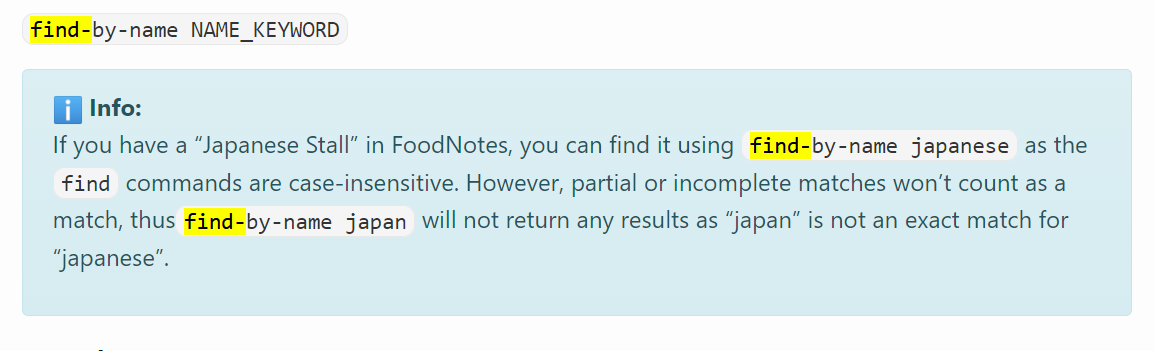 find-by-name NAME_KEYWORD
Info:
If you have a “Japanese Stall” in FoodNotes, you can find it using find-by-name japanese as the
find commands are case-insensitive. However, partial or incomplete matches won’t count as a
match, thus find-by-name japan will not return any results as “japan” is not an exact match for
“japanese”.